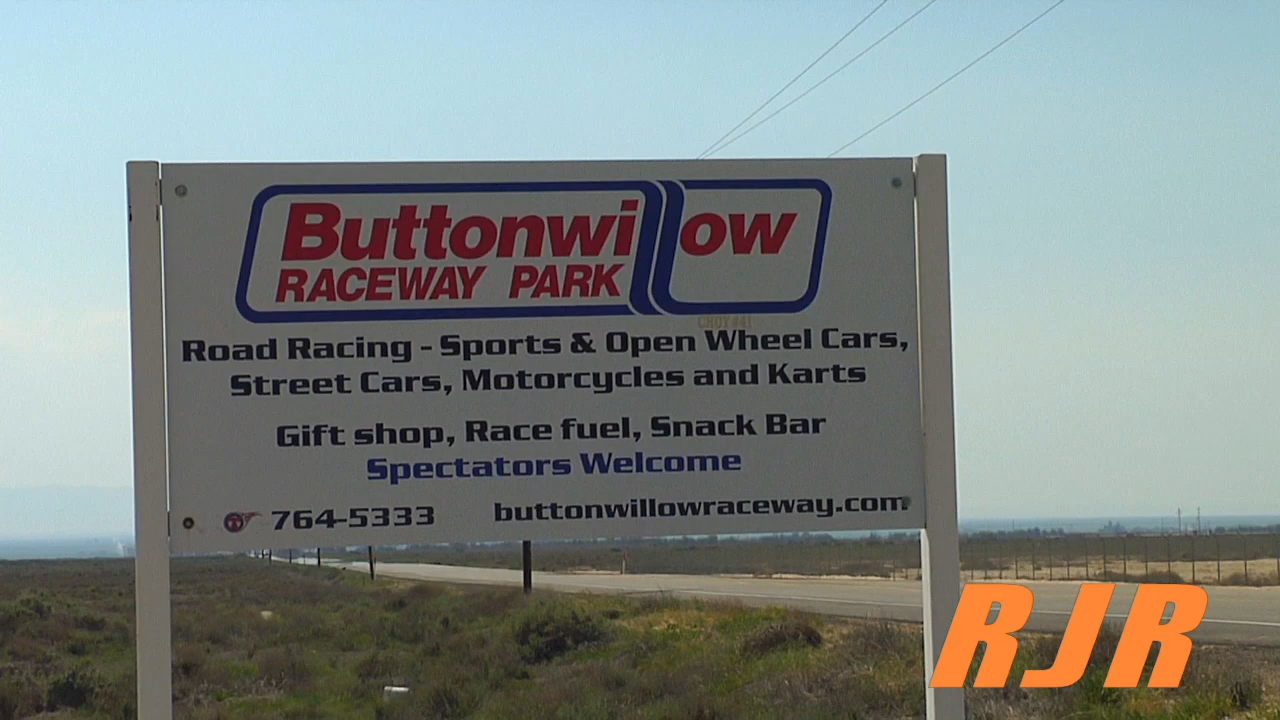 Buttonwillow
RACEWAY PARK
Road Racing - Sports & Open Wheel Cars,
Street Cars, Motorcycles and Karts
Gift shop, Race fuel, Snack Bar
Spectators Welcome
764-5333 buttonwillowraceway.com
RJR